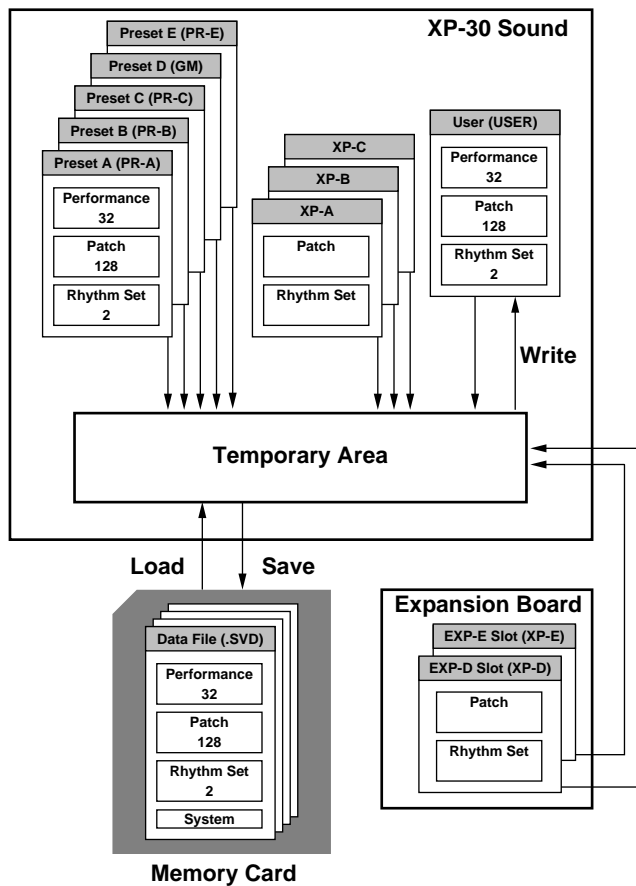 XP-30 Sound
Preset E (PR-E)
Preset D (GM)
Preset C (PR-C)
Preset B (PR-B)
Preset A (PR-A)
Performance
32
Patch
128
Rhythm Set
2
XP-C
XP-B
XP-A
Patch
Rhythm Set
User (USER)
Performance
32
Patch
128
Rhythm Set
2
Write
Temporary Area
Load
Save
Data File (.SVD)
Performance
32
Patch
128
Rhythm Set
2
System
Memory Card
Expansion Board
EXP-E Slot (XP-E)
EXP-D Slot (XP-D)
Patch
Rhythm Set